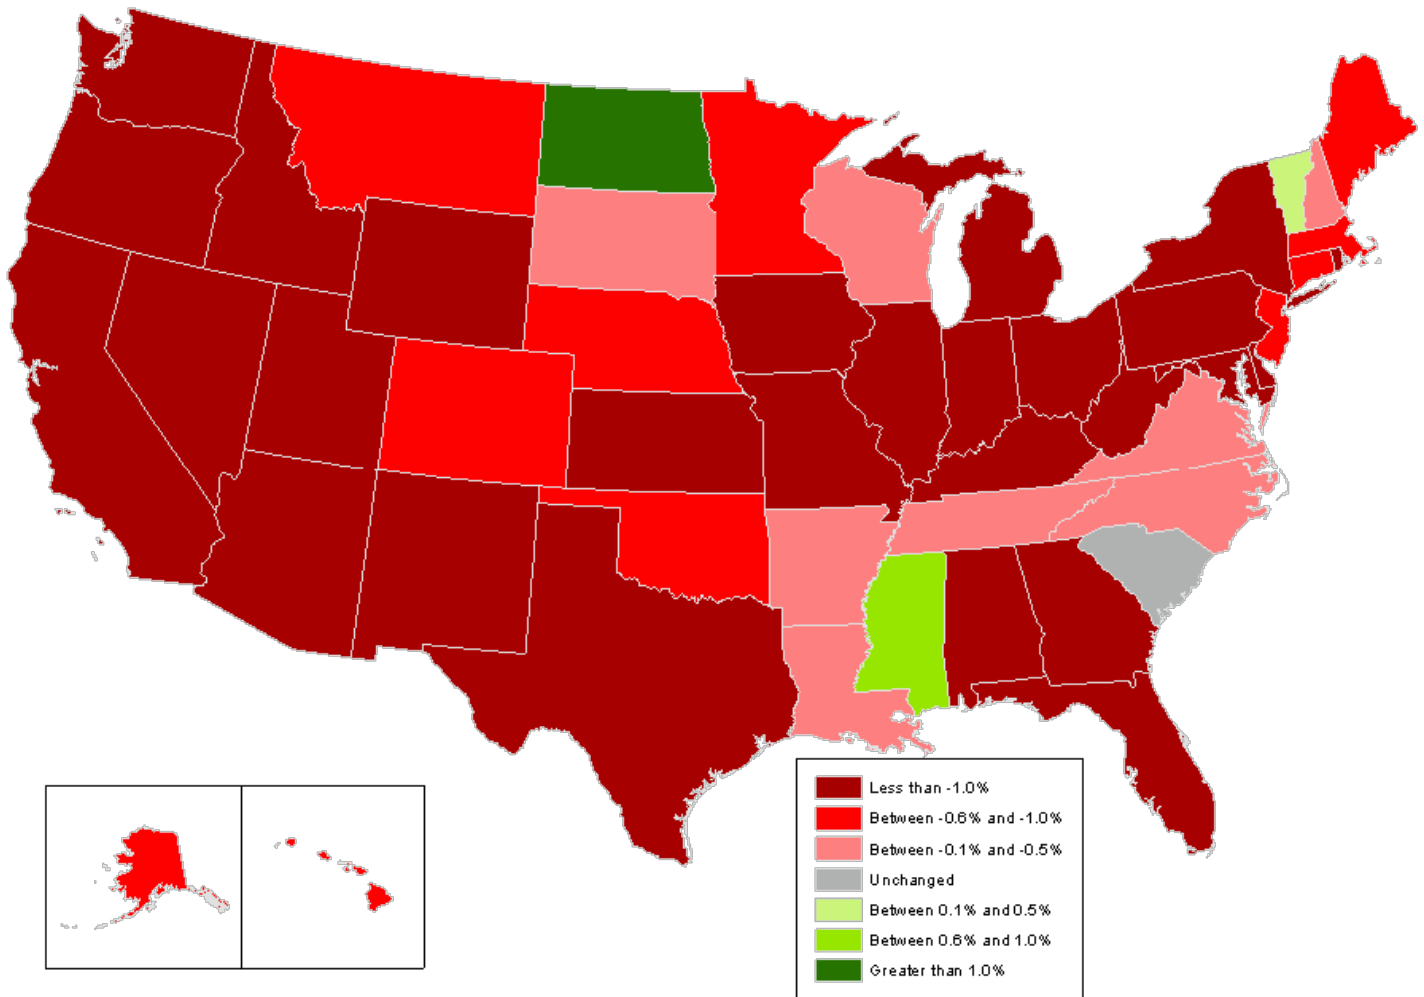 Less than -1.0%
Between -0.6% and -1.0%
Between -0.1% and -0.5%
Unchanged
Between 0.1% and 0.5%
Between 0.6% and 1.0%
Greater than 1.0%